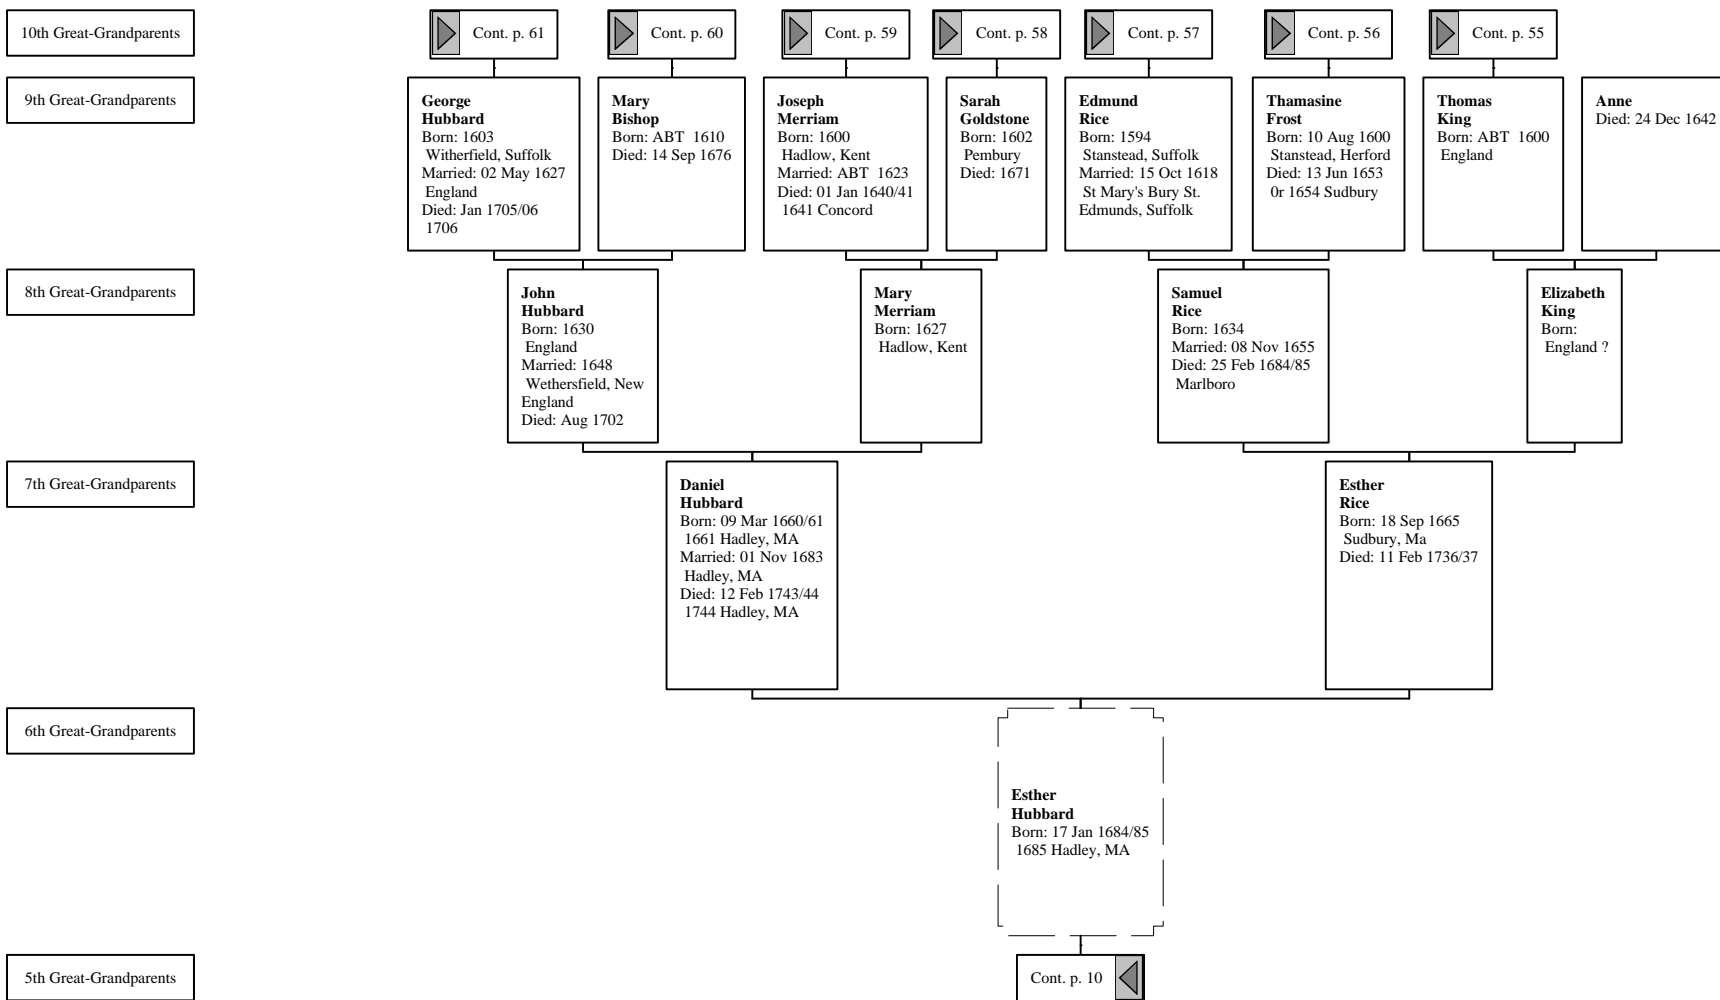 10th Great-Grandparents
Cont. p. 61
Cont. p. 60
Cont. p. 59
Cont. p. 58
Cont. p. 57
Cont. p. 56
Cont. p. 55
9th Great-Grandparents
George
Hubbard
Born: 1603
Witherfield, Suffolk
Married: 02 May 1627
England
Died: Jan 1705/06
1706
Mary
Bishop
Born: ABT 1610
Died: 14 Sep 1676
Joseph
Merriam
Born: 1600
Hadlow, Kent
Married: ABT 1623
Died: 01 Jan 1640/41
1641 Concord
Sarah
Goldstone
Born: 1602
Pembury
Died: 1671
Edmund
Rice
Born: 1594
Stanstead, Suffolk
Married: 15 Oct 1618
St Mary's Bury St.
Edmunds, Suffolk
Thamasine
Frost
Born: 10 Aug 1600
Stanstead, Herford
Died: 13 Jun 1653
0r 1654 Sudbury
Thomas
King
Born: ABT 1600
England
Anne
Died: 24 Dec 1642
8th Great-Grandparents
John
Hubbard
Born: 1630
England
Married: 1648
Wethersfield, New
England
Died: Aug 1702
Mary
Merriam
Born: 1627
Hadlow, Kent
Samuel
Rice
Born: 1634
Married: 08 Nov 1655
Died: 25 Feb 1684/85
Marlboro
Elizabeth
King
Born:
England ?
7th Great-Grandparents
Daniel
Hubbard
Born: 09 Mar 1660/61
1661 Hadley, MA
Married: 01 Nov 1683
Hadley, MA
Died: 12 Feb 1743/44
1744 Hadley, MA
Esther
Rice
Born: 18 Sep 1665
Sudbury, Ma
Died: 11 Feb 1736/37
6th Great-Grandparents
Esther
Hubbard
Born: 17 Jan 1684/85
1685 Hadley, MA
5th Great-Grandparents
Cont. p. 10